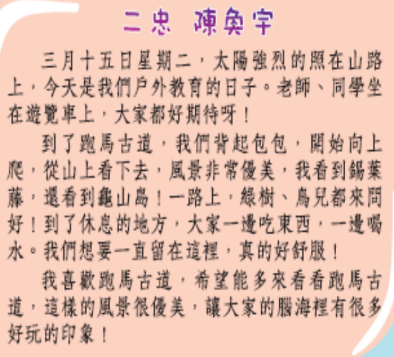 二忠 陳奐宇
三月十五日星期二，太陽強烈的照在山路
上，今天是我們戶外教育的日子。老師、同學坐
在遊覽車上，大家都好期待呀！
到了跑馬古道，我們背起包包，開始向上
爬，從山上看下去，風景非常優美，我看到錫葉
藤，還看到龜山島！一路上，綠樹、鳥兒都來問
好！到了休息的地方，大家一邊吃東西，一邊喝
水。我們想要一直留在這裡，真的好舒服！
我喜歡跑馬古道，希望能多來看看跑馬古
道，這樣的風景很優美，讓大家的腦海裡有很多
好玩的印象！